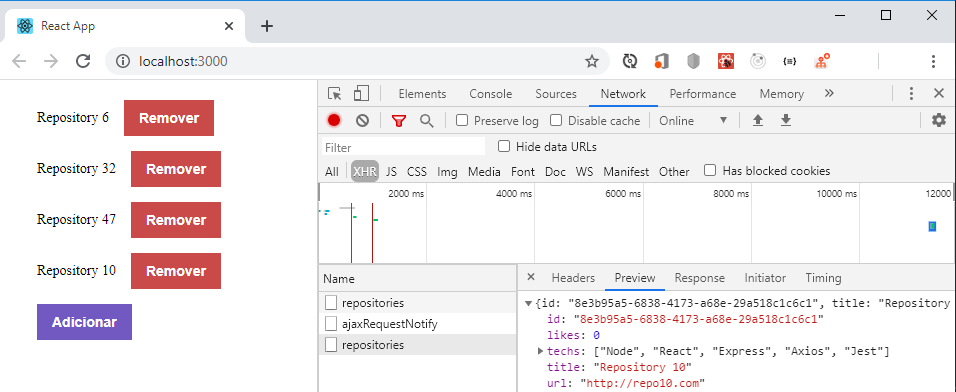 React App
localhost:3000
Repository 6 Remover
Repository 32 Remover
Repository 47 Remover
Repository 10 Remover
Adicionar
Elements Console Sources Network Performance Memory »
Preserve log Disable cache Online
Filter Hide data URLs
All XHR JS CSS Img Media Font Doc WS Manifest Other Has blocked cookies
2000 ms 4000 ms 6000 ms 8000 ms 10000 ms 12000
Name
repositories
ajaxRequestNotify
repositories
× Headers Preview Response Initiator Timing
{id: "8e3b95a5-6838-4173-a68e-29a518c1c6c1", title: "Repository
id: "8e3b95a5-6838-4173-a68e-29a518c1c6c1"
likes: 0
techs: ["Node", "React", "Express", "Axios", "Jest"]
title: "Repository 10"
url: "http://repo10.com"